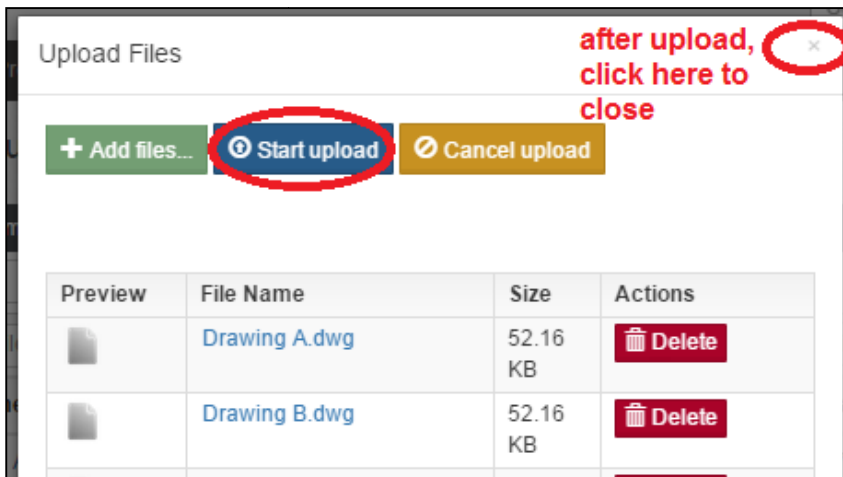 Upload Files
after upload,
click here to
close
×
+ Add files...
Start upload
Cancel upload
Preview File Name Size Actions
Drawing A.dwg 52.16 KB Delete
Drawing B.dwg 52.16 KB Delete